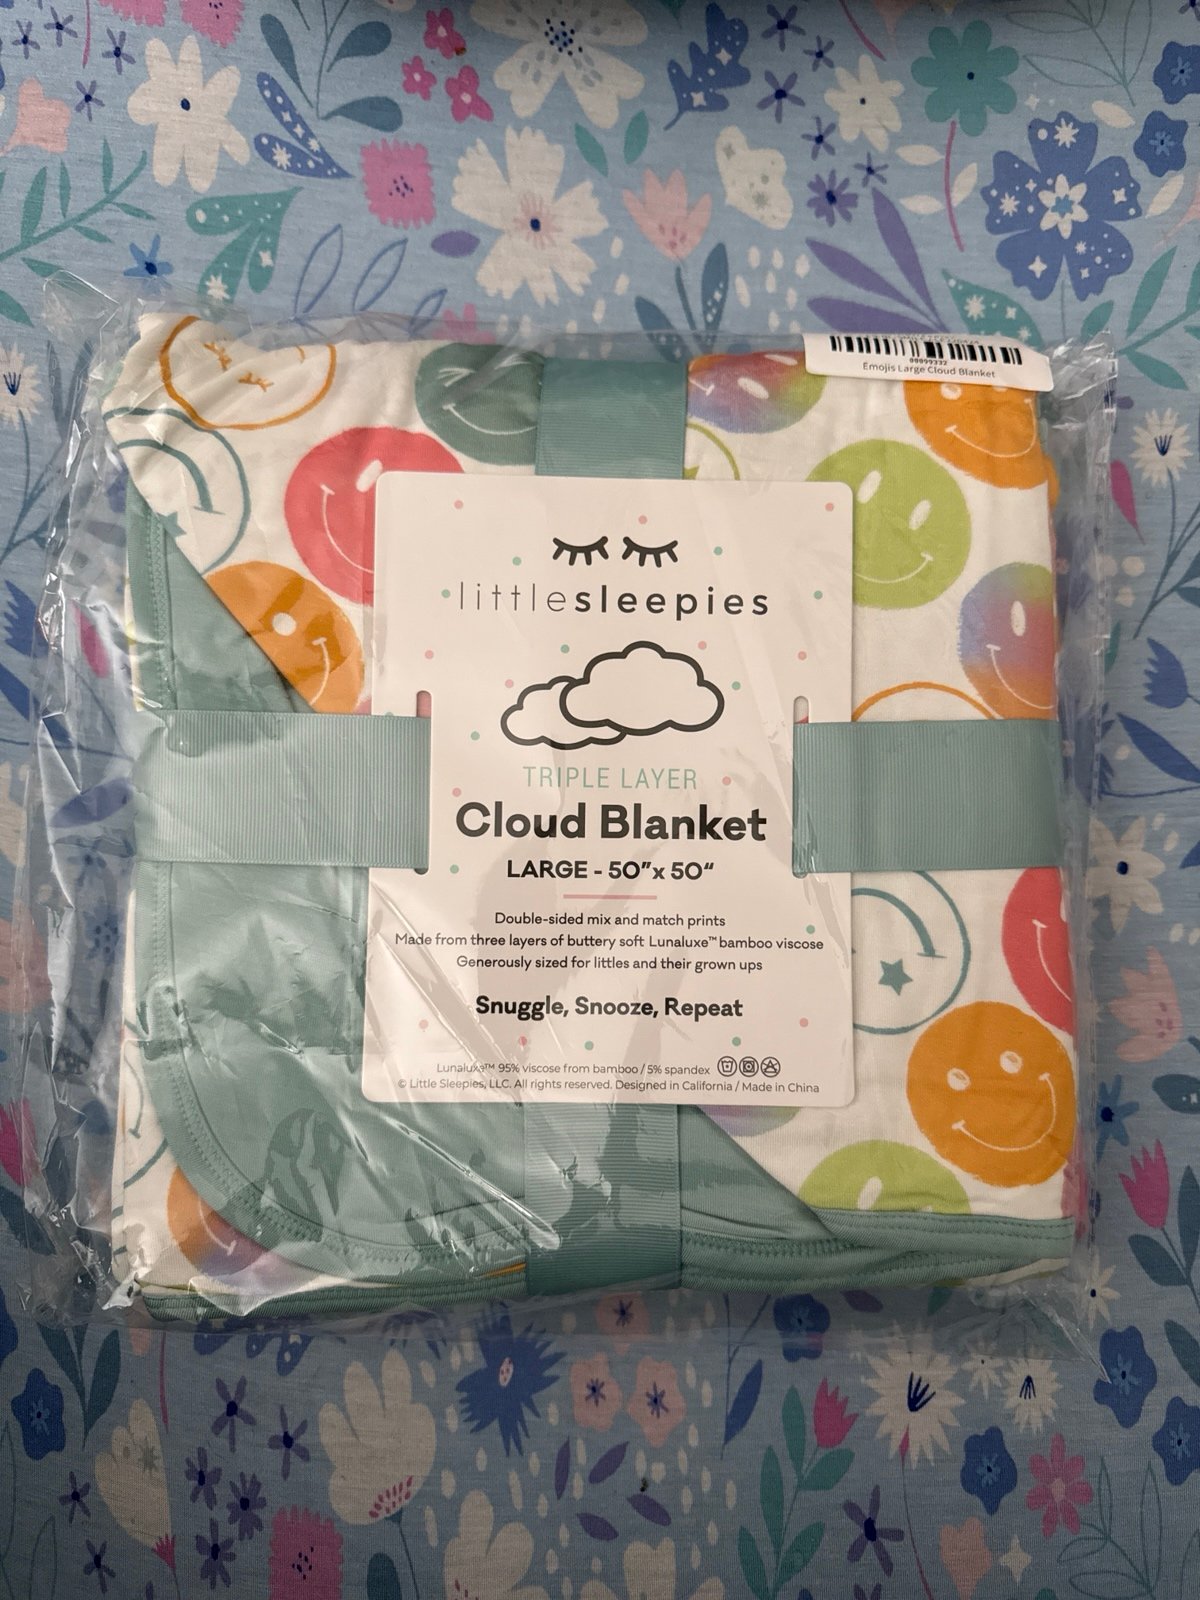 00099332
Emojis Large Cloud Blanket
littlesleepies
TRIPLE LAYER
Cloud Blanket
LARGE - 50”x 50“
Double-sided mix and match prints
Made from three layers of buttery soft Lunaluxe™ bamboo viscose
Generously sized for littles and their grown ups
Snuggle, Snooze, Repeat
Lunaluxe™ 95% viscose from bamboo / 5% spandex
© Little Sleepies, LLC. All rights reserved. Designed in California / Made in China